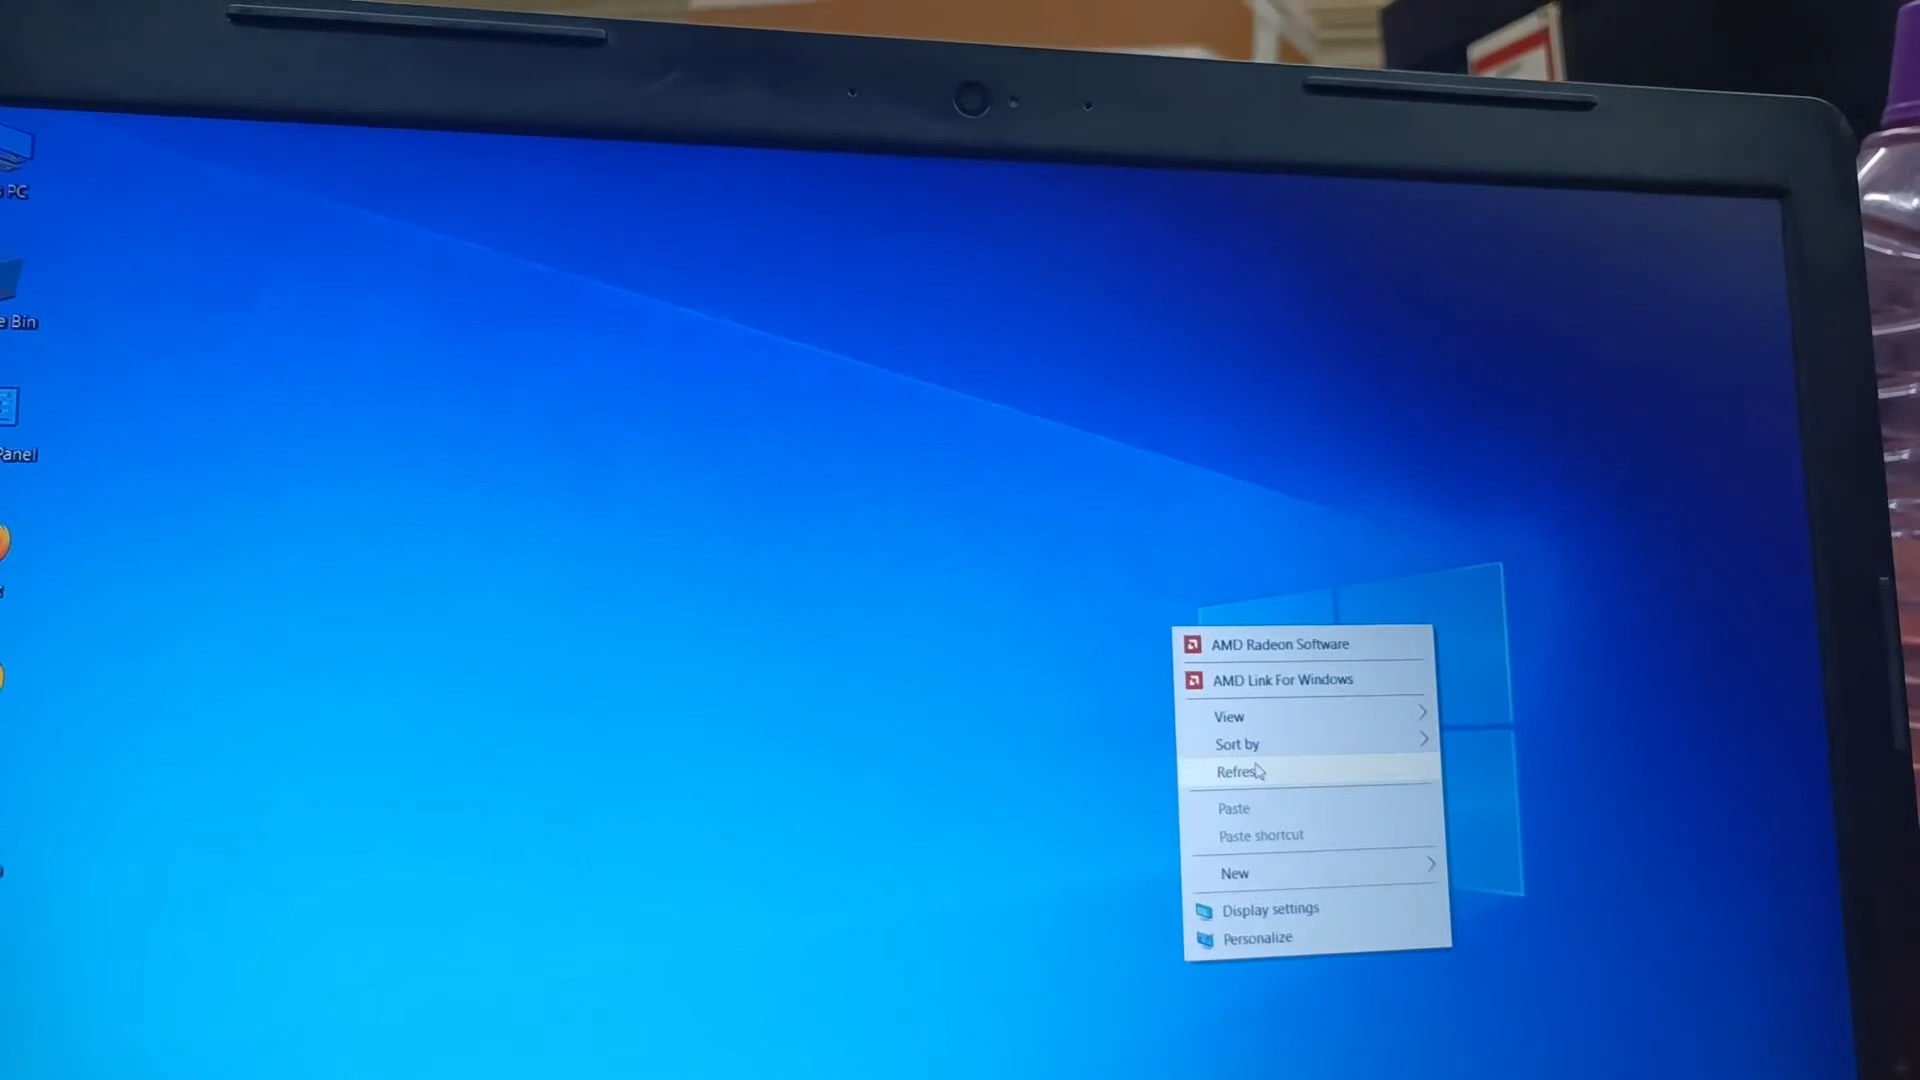 PC
e Bin
Panel
AMD Radeon Software
AMD Link For Windows
View
Sort by
Refres
Paste
Paste shortcut
New
Display settings
Personalize